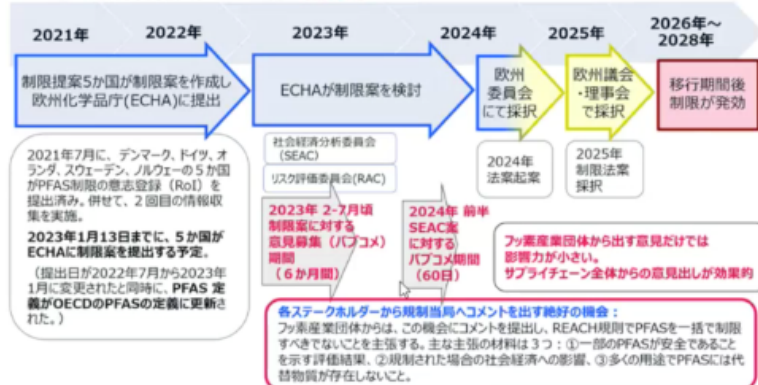 2021年 2022年 2023年 2024年 2025年 2026年～
2028年
制限提案5か国が制限案を作成し
欧州化学品庁(ECHA)に提出
ECHAが制限案を検討
欧州
委員会
にて採択
欧州議会
・理事会
で採択
移行期間後
制限が発効
2021年7月に、デンマーク、ドイツ、オ
ランダ、スウェーデン、ノルウェーの５か国
がPFAS制限の意志登録（RoI）を
提出済み。併せて、２回目の情報収
集を実施。
2023年1月13日までに、５か国が
ECHAに制限案を提出する予定。
（提出日が2022年7月から2023年
1月に変更されたと同時に、PFAS 定
義がOECDのPFASの定義に更新さ
れた。）
社会経済分析委員会
（SEAC）
リスク評価委員会(RAC)
2023年 2-7月頃
制限案に対する
意見募集（パブコメ）
期間
（６か月間）
2024年 前半
SEAC案
に対する
パブコメ期間
（60日）
2024年
法案起案
2025年
制限法案
採択
フッ素産業団体から出す意見だけでは
影響力が小さい。
サプライチェーン全体からの意見出しが効果的
各ステークホルダーから規制当局へコメントを出す絶好の機会：
フッ素産業団体からは、この機会にコメントを提出し、REACH規則でPFASを一括で制限
すべきでないことを主張する。主な主張の材料は３つ：①一部のPFASが安全であること
を示す評価結果、②規制された場合の社会経済への影響、③多くの用途でPFASには代
替物質が存在しないこと。